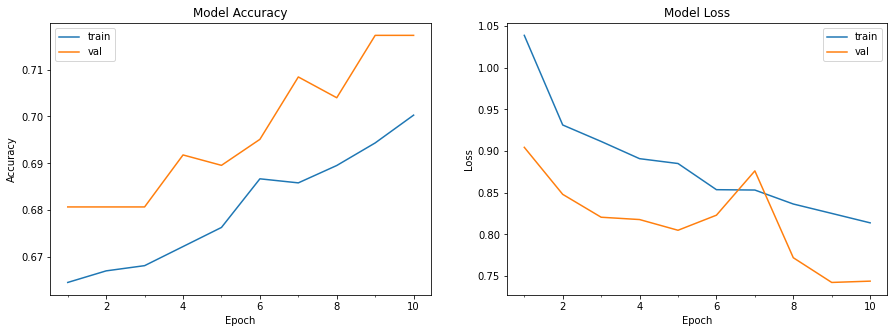 Model Accuracy
train
val
0.71
0.70
0.69
0.68
0.67
Accuracy
2 4 6 8 10
Epoch
Model Loss
train
val
1.05
1.00
0.95
0.90
0.85
0.80
0.75
Loss
2 4 6 8 10
Epoch